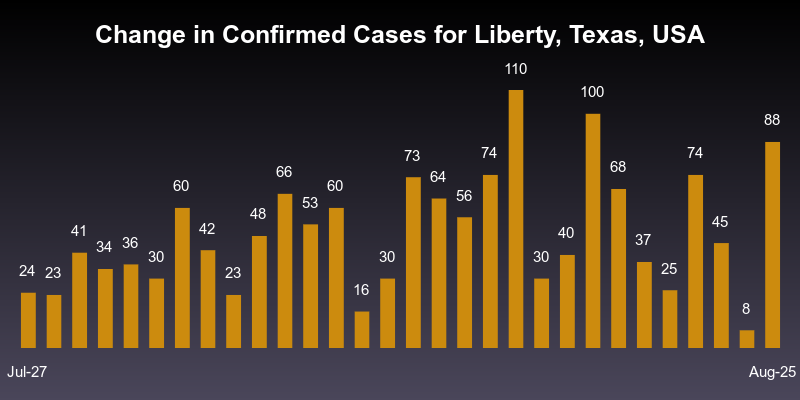 Change in Confirmed Cases for Liberty, Texas, USA
24 23 41 34 36 30 60 42 23 48 66 53 60 16 30 73 64 56 74 110 30 40 100 68 37 25 74 45 8 88
Jul-27 Aug-25